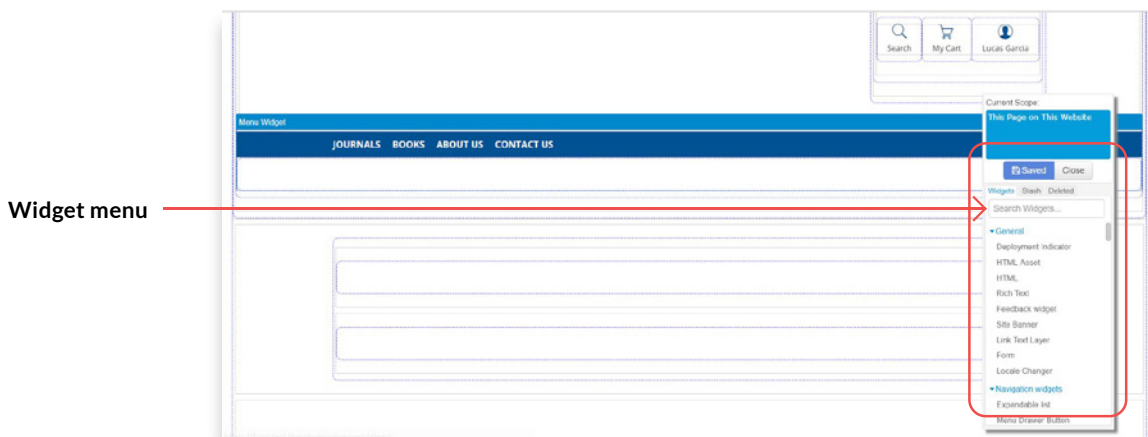 Search
My Cart
Lucas Garcia
Current Scope:
This Page on This Website
Menu Widget
JOURNALS BOOKS ABOUT US CONTACT US
Saved Close
Widgets Stash Deleted
Widget menu
Search Widgets...
General
Deployment Indicator
HTML Asset
HTML
Rich Text
Feedback widget
Site Banner
Link Text Layer
Form
Locale Changer
Navigation widgets
Expandable list
Menu Drawer Button